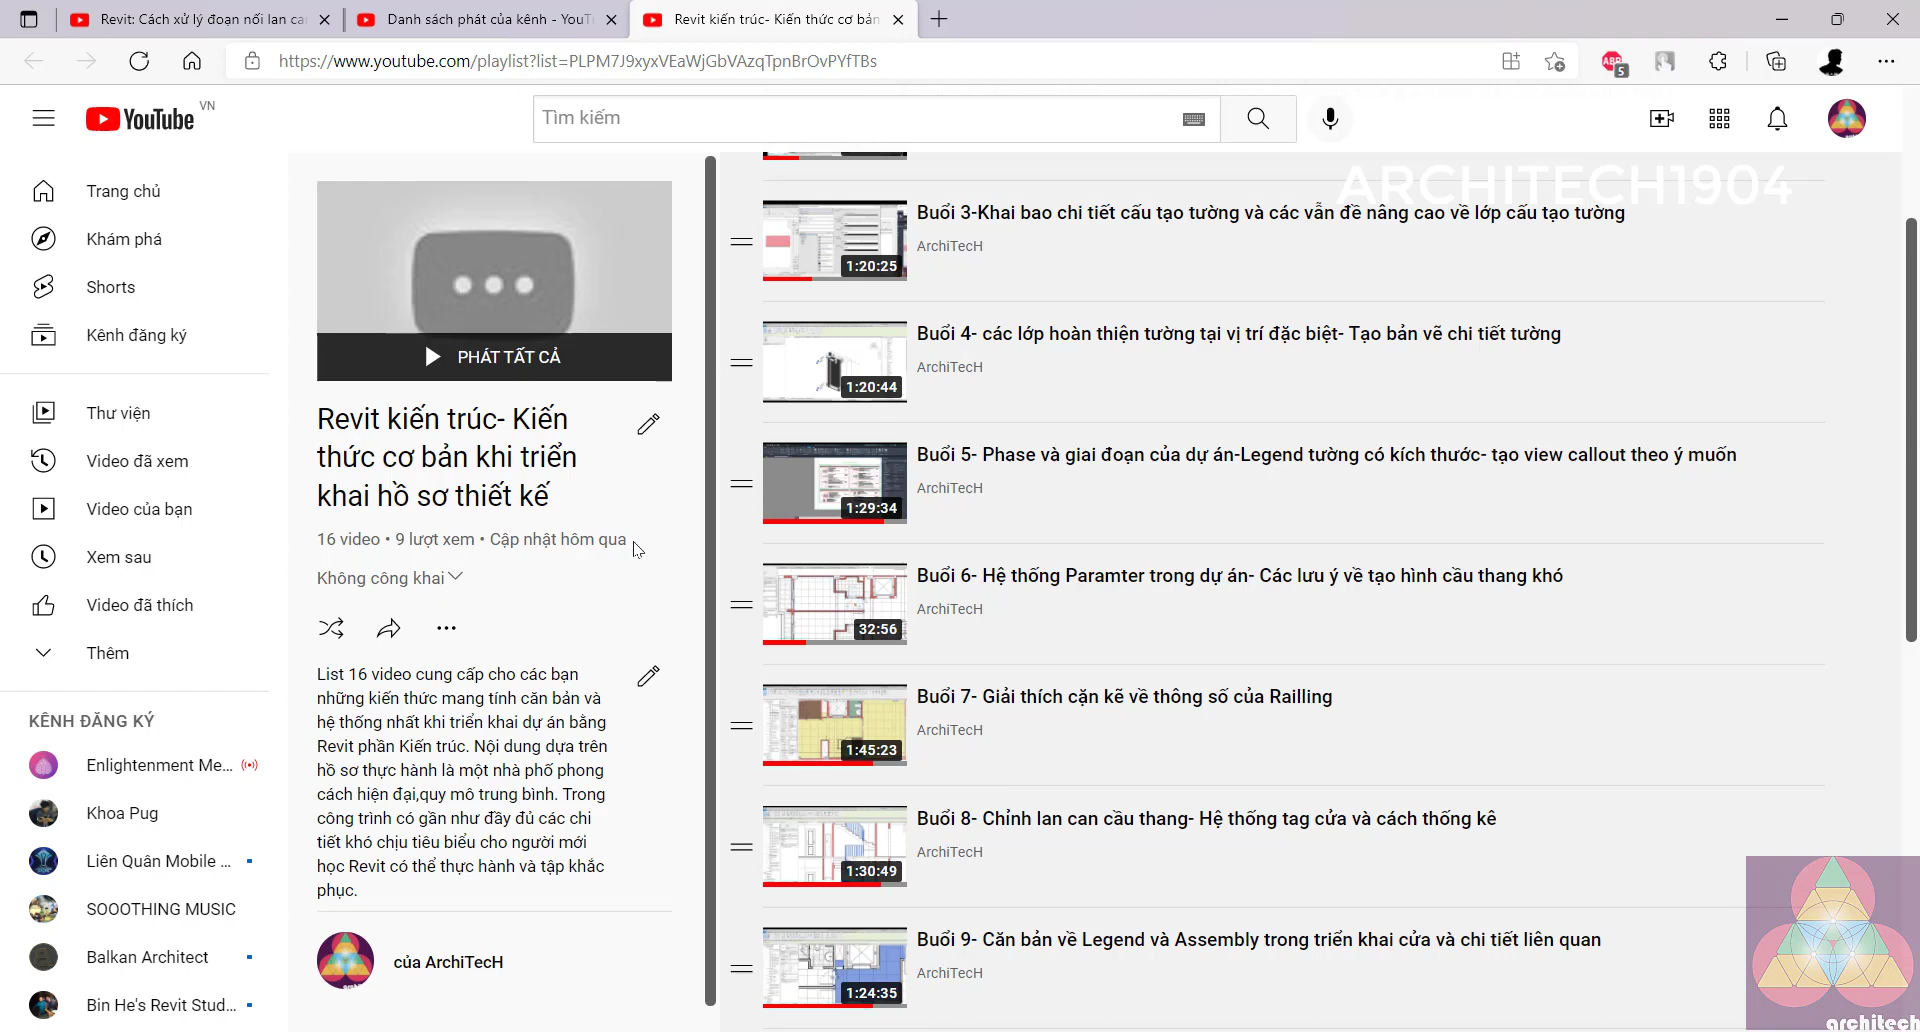 Revit: Cách xử lý đoạn nối lan ca
Danh sách phát của kênh - YouT
Revit kiến trúc- Kiến thức cơ bản
https://www.youtube.com/playlist?list=PLPM7J9xyxVEaWjGbVAzqTpnBrOvPYfTBs
ABP
5
YouTube
VN
Tìm kiếm
ARCHITECH1904
Trang chủ
Khám phá
Shorts
Kênh đăng ký
Thư viện
Video đã xem
Video của bạn
Xem sau
Video đã thích
Thêm
KÊNH ĐĂNG KÝ
Enlightenment Me...
Khoa Pug
Liên Quân Mobile ...
SOOOTHING MUSIC
Balkan Architect
Bin He's Revit Stud...
PHÁT TẤT CẢ
Revit kiến trúc- Kiến
thức cơ bản khi triển
khai hồ sơ thiết kế
16 video • 9 lượt xem • Cập nhật hôm qua
Không công khai
List 16 video cung cấp cho các bạn
những kiến thức mang tính căn bản và
hệ thống nhất khi triển khai dự án bằng
Revit phần Kiến trúc. Nội dung dựa trên
hồ sơ thực hành là một nhà phố phong
cách hiện đại,quy mô trung bình. Trong
công trình có gần như đầy đủ các chi
tiết khó chịu tiêu biểu cho người mới
học Revit có thể thực hành và tập khắc
phục.
của ArchiTecH
Buổi 3-Khai bao chi tiết cấu tạo tường và các vấn đề nâng cao về lớp cấu tạo tường
ArchiTecH
1:20:25
Buổi 4- các lớp hoàn thiện tường tại vị trí đặc biệt- Tạo bản vẽ chi tiết tường
ArchiTecH
1:20:44
Buổi 5- Phase và giai đoạn của dự án-Legend tường có kích thước- tạo view callout theo ý muốn
ArchiTecH
1:29:34
Buổi 6- Hệ thống Paramter trong dự án- Các lưu ý về tạo hình cầu thang khó
ArchiTecH
32:56
Buổi 7- Giải thích cặn kẽ về thông số của Railling
ArchiTecH
1:45:23
Buổi 8- Chỉnh lan can cầu thang- Hệ thống tag cửa và cách thống kê
ArchiTecH
1:30:49
Buổi 9- Căn bản về Legend và Assembly trong triển khai cửa và chi tiết liên quan
ArchiTecH
1:24:35
architech